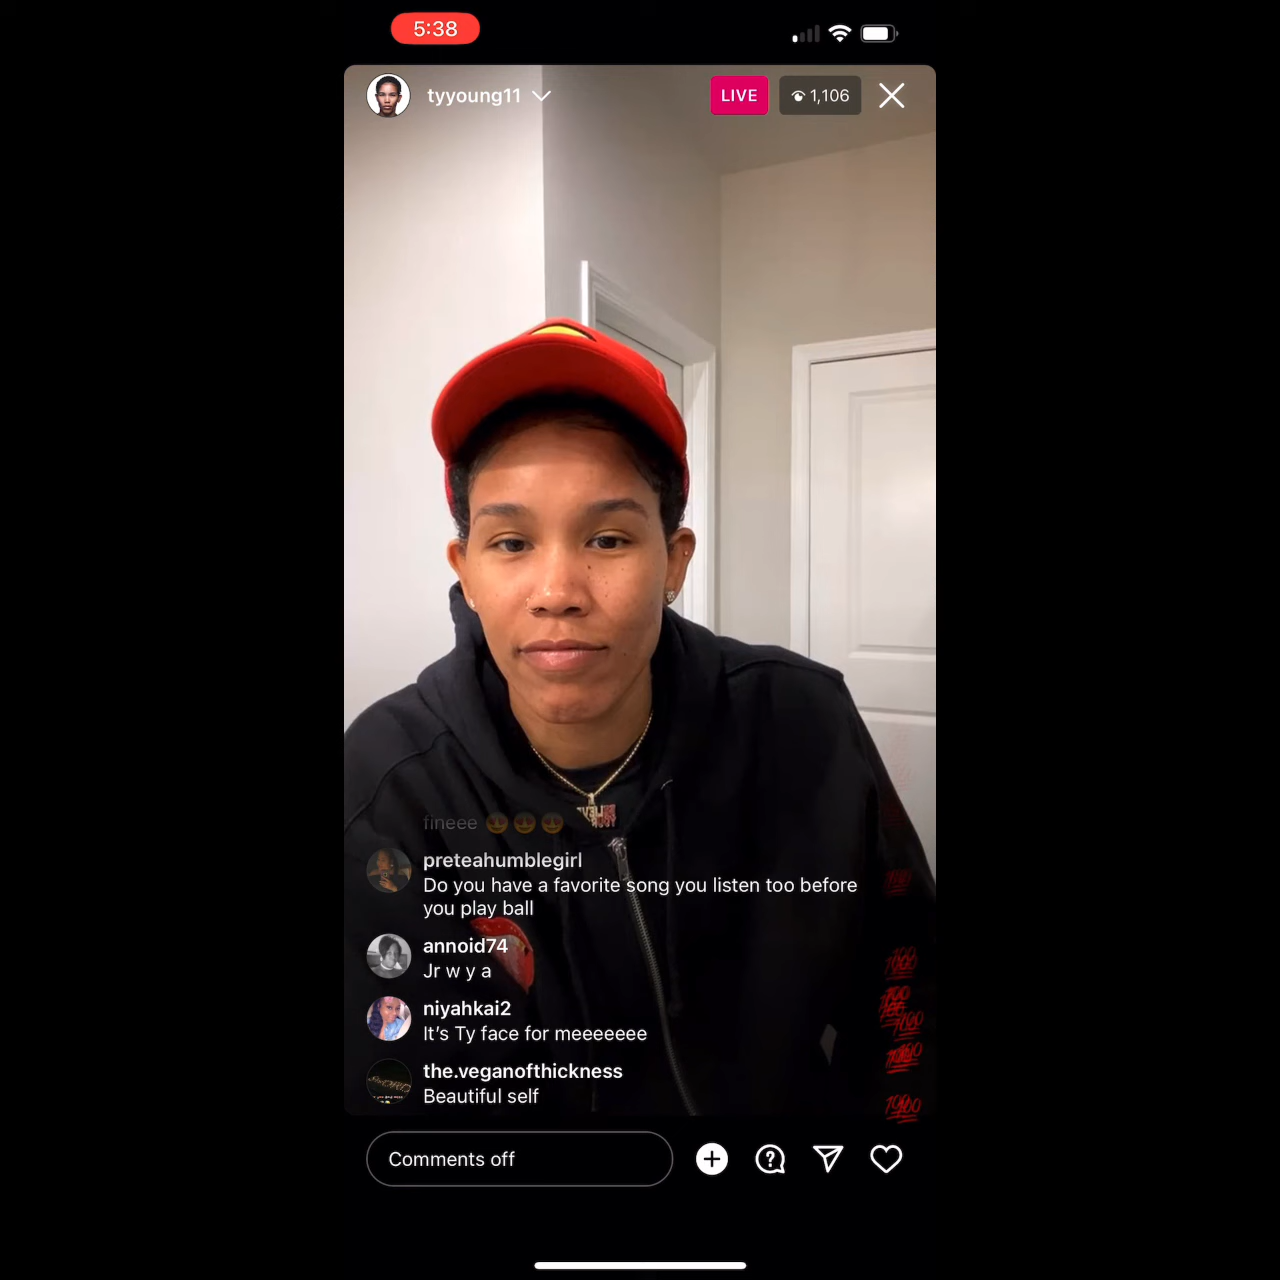 5:38
tyyoung11
LIVE
1,106
fineee
preteahumblegirl
Do you have a favorite song you listen too before
you play ball
annoid74
Jr w y a
niyahkai2
It's Ty face for meeeeeee
the.veganofthickness
Beautiful self
Comments off